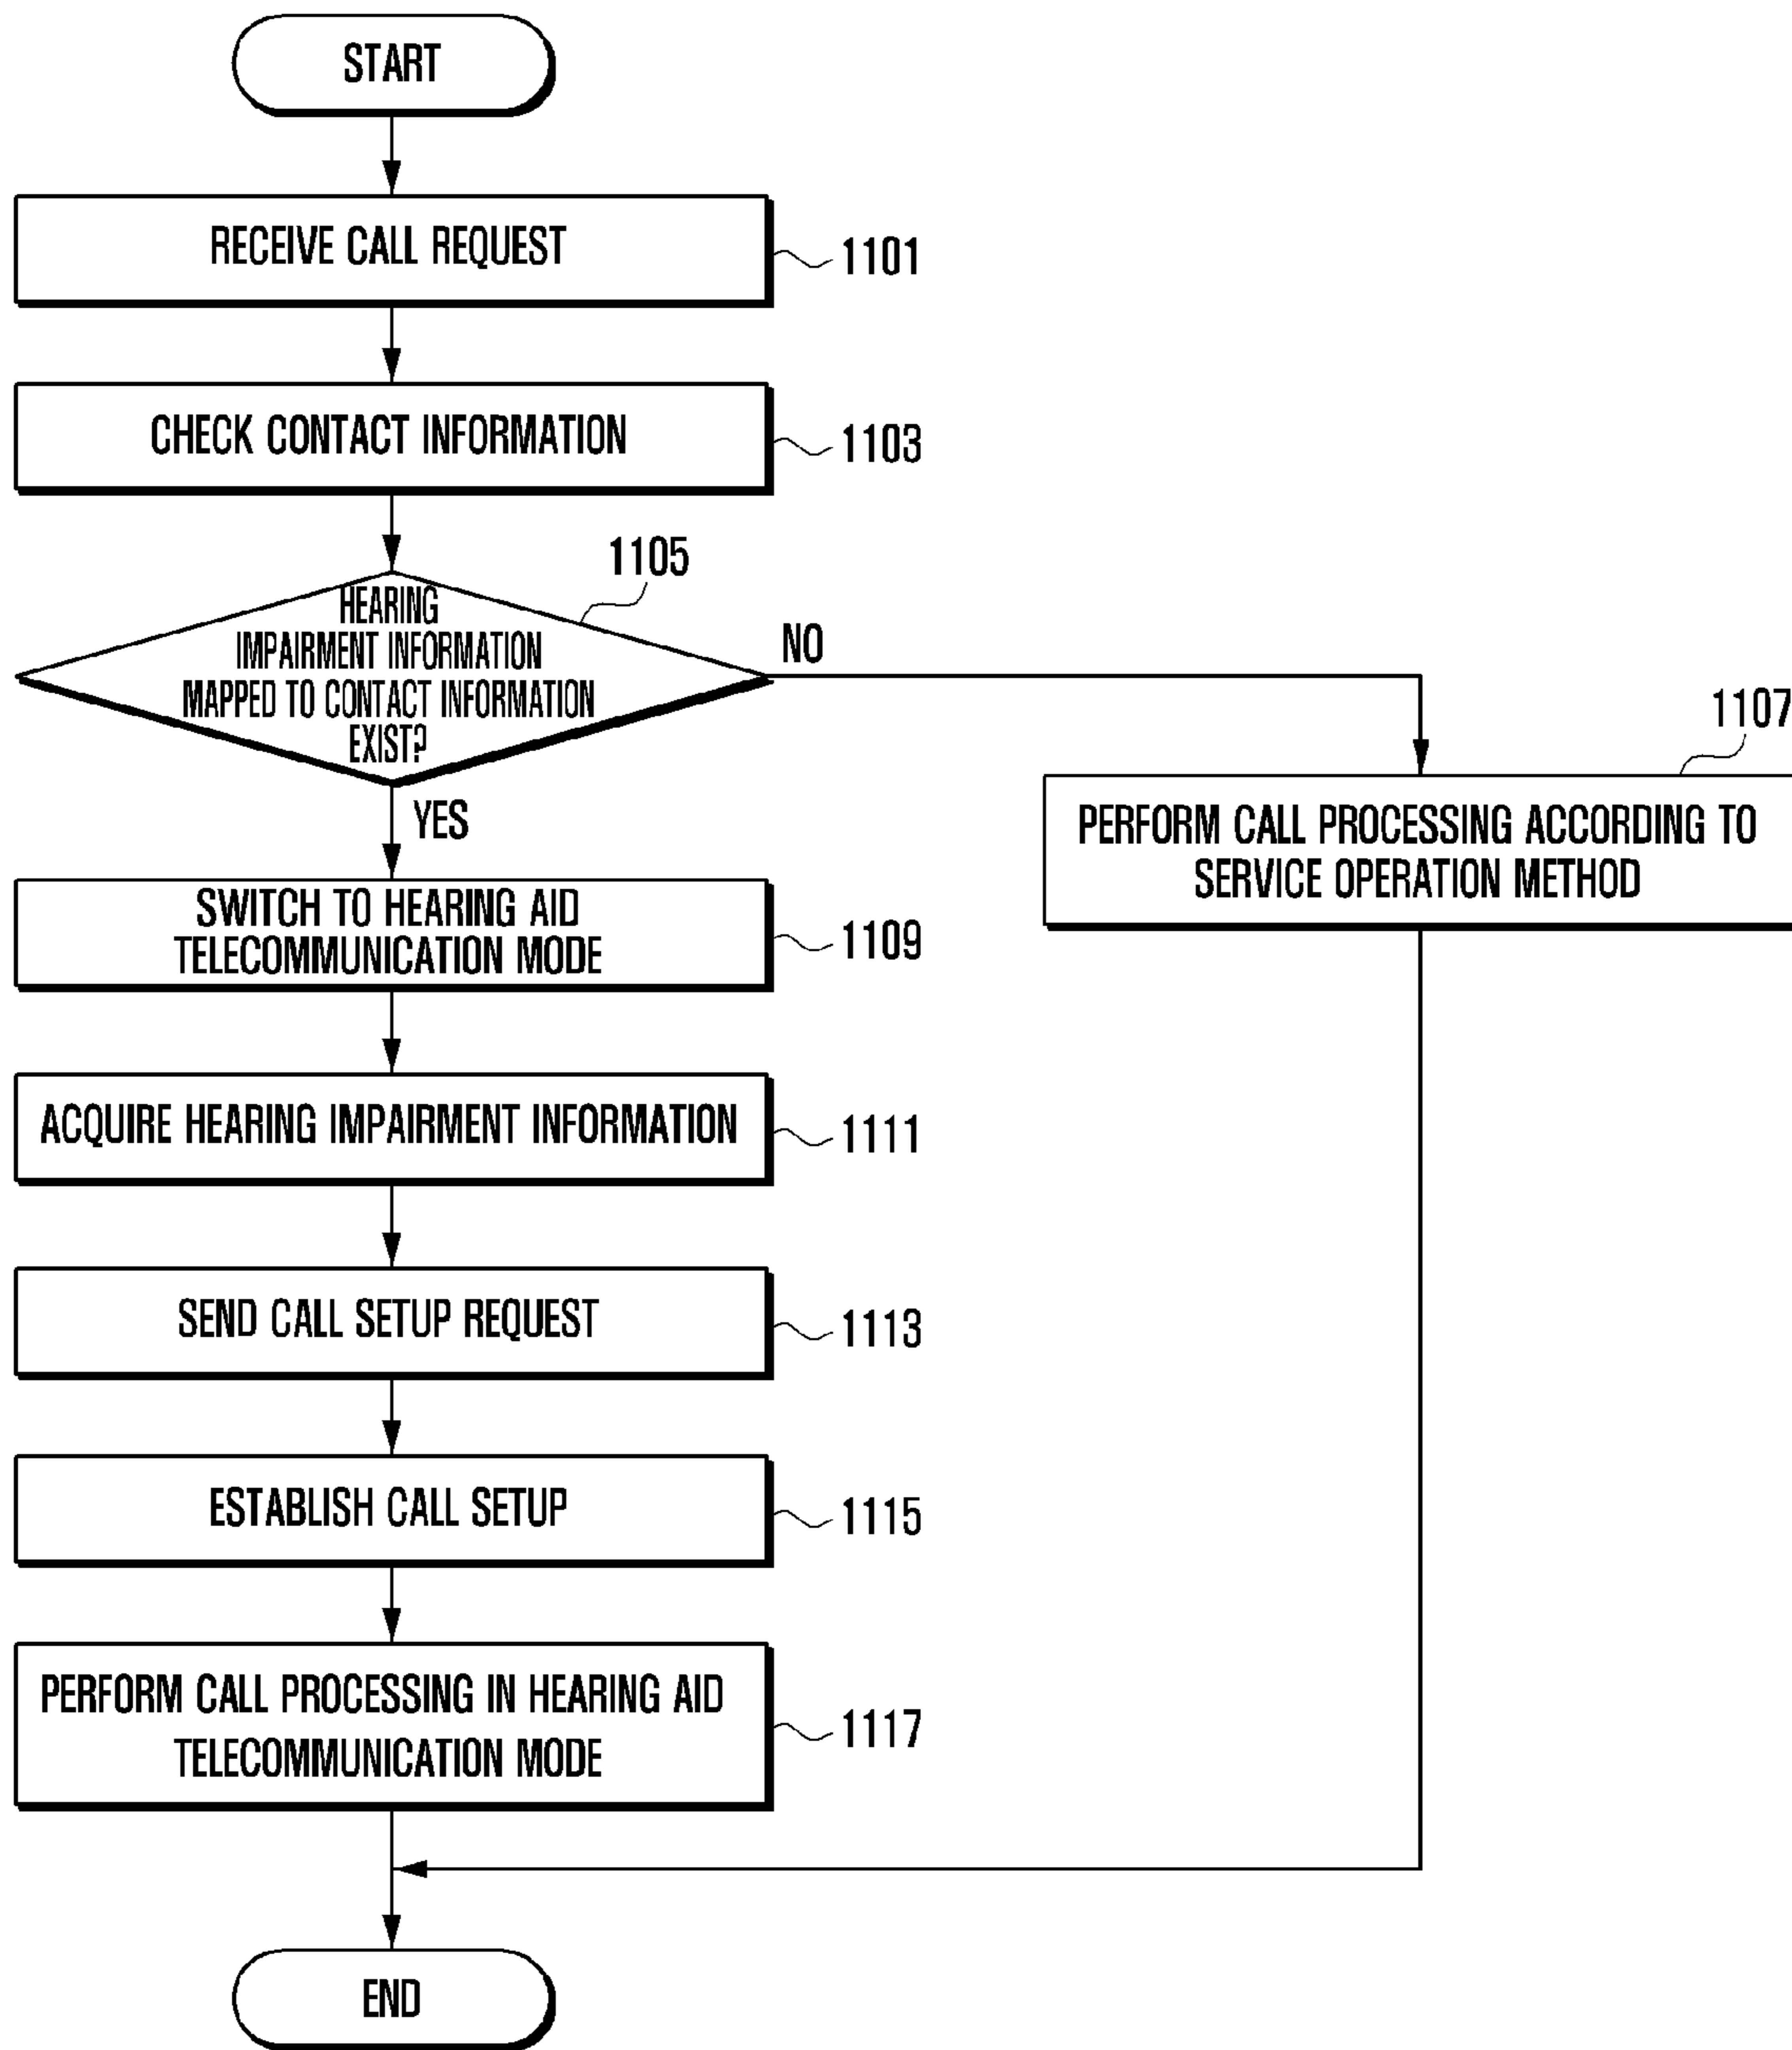 START
RECEIVE CALL REQUEST
1101
CHECK CONTACT INFORMATION
1103
1105
HEARING
IMPAIRMENT INFORMATION
MAPPED TO CONTACT INFORMATION
EXIST?
NO
YES
1107
PERFORM CALL PROCESSING ACCORDING TO
SERVICE OPERATION METHOD
SWITCH TO HEARING AID
TELECOMMUNICATION MODE
1109
ACQUIRE HEARING IMPAIRMENT INFORMATION
1111
SEND CALL SETUP REQUEST
1113
ESTABLISH CALL SETUP
1115
PERFORM CALL PROCESSING IN HEARING AID
TELECOMMUNICATION MODE
1117
END